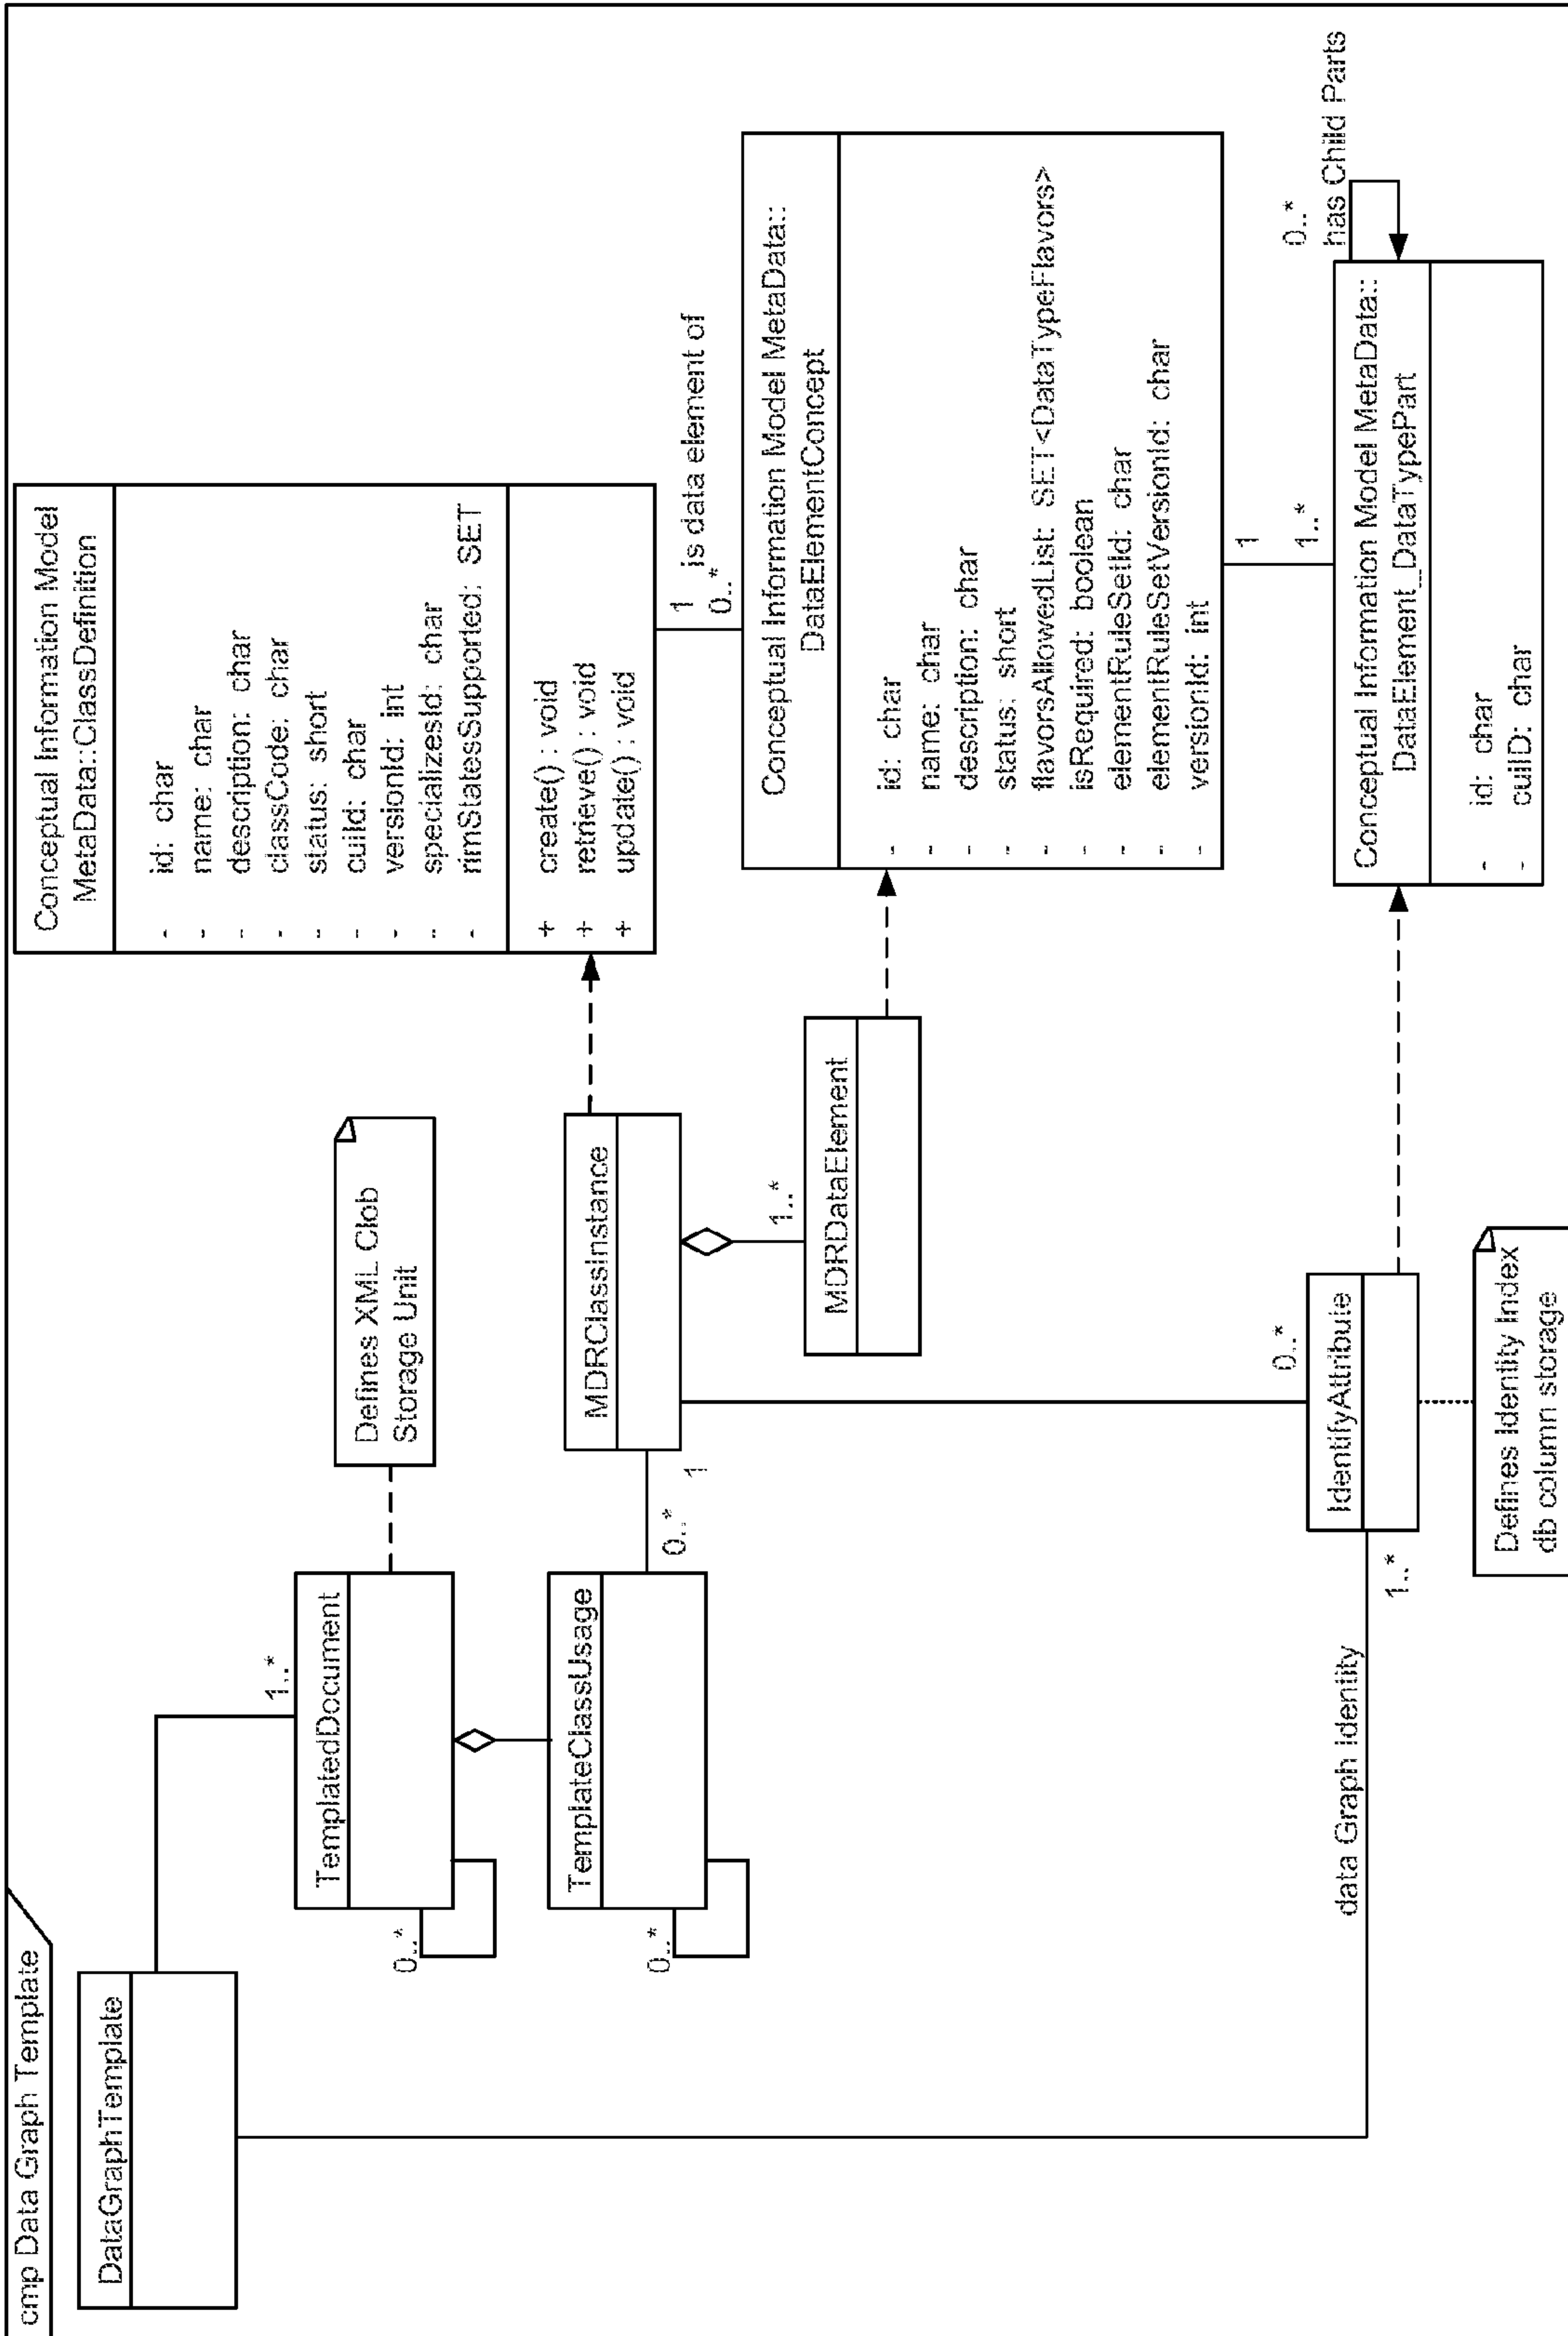 cmp Data Graph Template
DataGraphTemplate
1..*
TemplatedDocument
0..*
Defines XML Clob
Storage Unit
TemplateClassUsage
0..*
0..*
1
MDRClassInstance
1..*
MDRDataElement
Conceptual Information Model
MetaData::ClassDefinition
- id: char
- name: char
- description: char
- classCode: char
- status: short
- cuiId: char
- versionId: int
- specializesId: char
- rimStatesSupported: SET
+ create() : void
+ retrieve() : void
+ update() : void
1
is data element of
0..*
Conceptual Information Model MetaData::
DataElementConcept
- id: char
- name: char
- description: char
- status: short
- flavorsAllowedList: SET<DataTypeFlavors>
- isRequired: boolean
- elementRuleSetId: char
- elementRuleSetVersionId: char
- versionId: int
1
1..*
0..*
has Child Parts
Conceptual Information Model MetaData::
DataElement_DataTypePart
- id: char
- cuiID: char
data Graph Identity
1..*
0..*
IdentifyAttribute
Defines Identity Index
db column storage